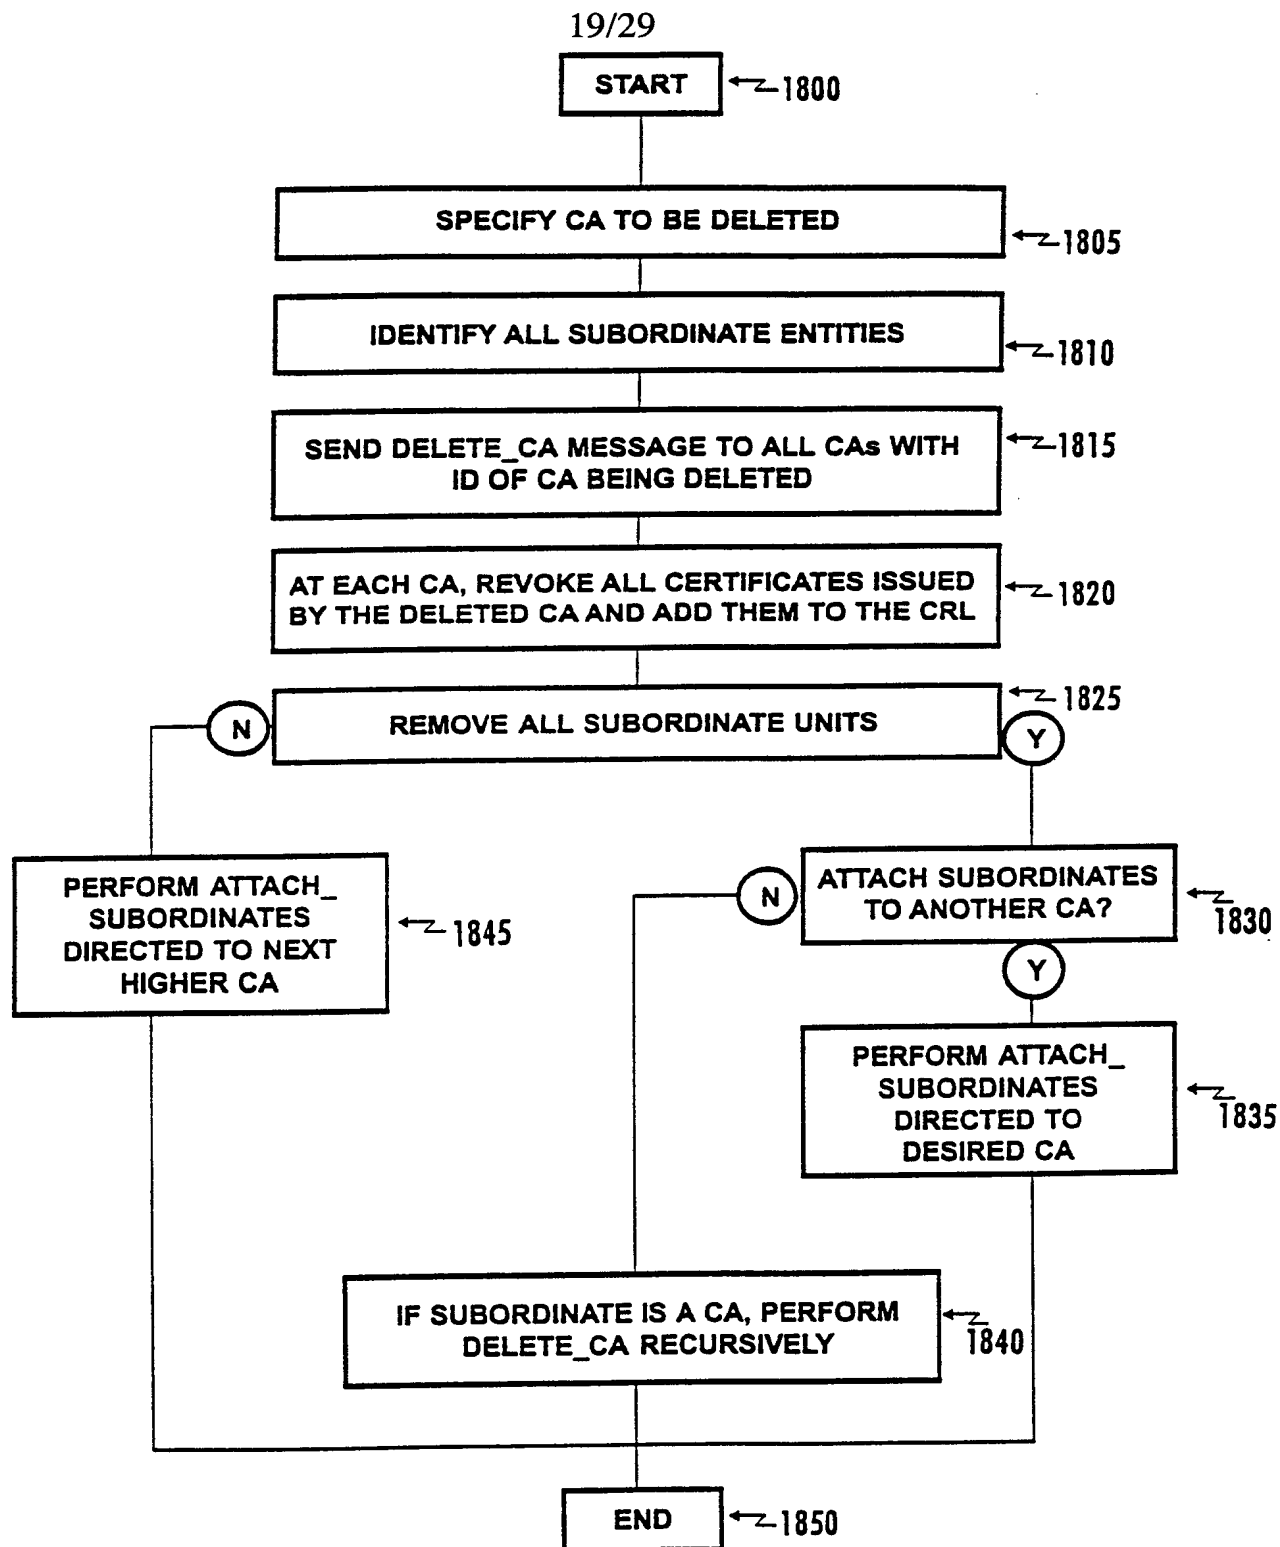 19/29
START
1800
SPECIFY CA TO BE DELETED
1805
IDENTIFY ALL SUBORDINATE ENTITIES
1810
SEND DELETE_CA MESSAGE TO ALL CAs WITH
ID OF CA BEING DELETED
1815
AT EACH CA, REVOKE ALL CERTIFICATES ISSUED
BY THE DELETED CA AND ADD THEM TO THE CRL
1820
REMOVE ALL SUBORDINATE UNITS
1825
N
Y
PERFORM ATTACH_
SUBORDINATES
DIRECTED TO NEXT
HIGHER CA
1845
N
ATTACH SUBORDINATES
TO ANOTHER CA?
1830
Y
PERFORM ATTACH_
SUBORDINATES
DIRECTED TO
DESIRED CA
1835
IF SUBORDINATE IS A CA, PERFORM
DELETE_CA RECURSIVELY
1840
END
1850